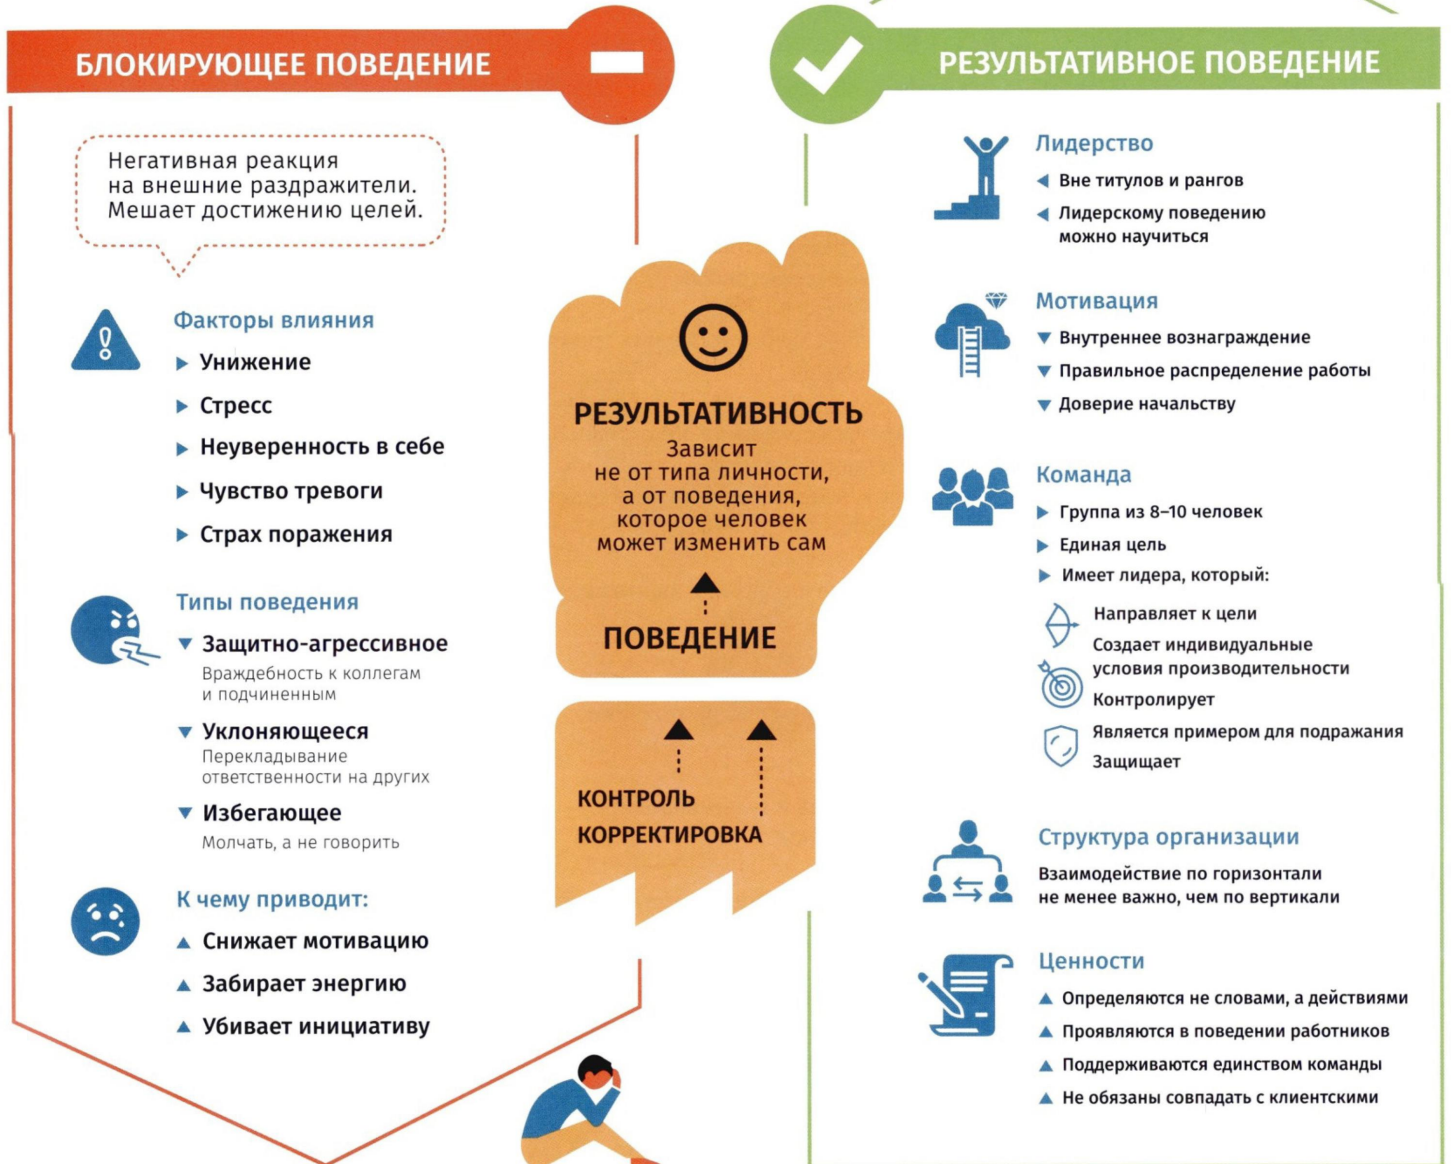 БЛОКИРУЮЩЕЕ ПОВЕДЕНИЕ
Негативная реакция
на внешние раздражители.
Мешает достижению целей.
Факторы влияния
Унижение
Стресс
Неуверенность в себе
Чувство тревоги
Страх поражения
Типы поведения
Защитно-агрессивное
Враждебность к коллегам
и подчиненным
Уклоняющееся
Перекладывание
ответственности на других
Избегающее
Молчать, а не говорить
К чему приводит:
Снижает мотивацию
Забирает энергию
Убивает инициативу
РЕЗУЛЬТАТИВНОСТЬ
Зависит
не от типа личности,
а от поведения,
которое человек
может изменить сам
ПОВЕДЕНИЕ
КОНТРОЛЬ
КОРРЕКТИРОВКА
РЕЗУЛЬТАТИВНОЕ ПОВЕДЕНИЕ
Лидерство
Вне титулов и рангов
Лидерскому поведению
можно научиться
Мотивация
Внутреннее вознаграждение
Правильное распределение работы
Доверие начальству
Команда
Группа из 8–10 человек
Единая цель
Имеет лидера, который:
Направляет к цели
Создает индивидуальные
условия производительности
Контролирует
Является примером для подражания
Защищает
Структура организации
Взаимодействие по горизонтали
не менее важно, чем по вертикали
Ценности
Определяются не словами, а действиями
Проявляются в поведении работников
Поддерживаются единством команды
Не обязаны совпадать с клиентскими